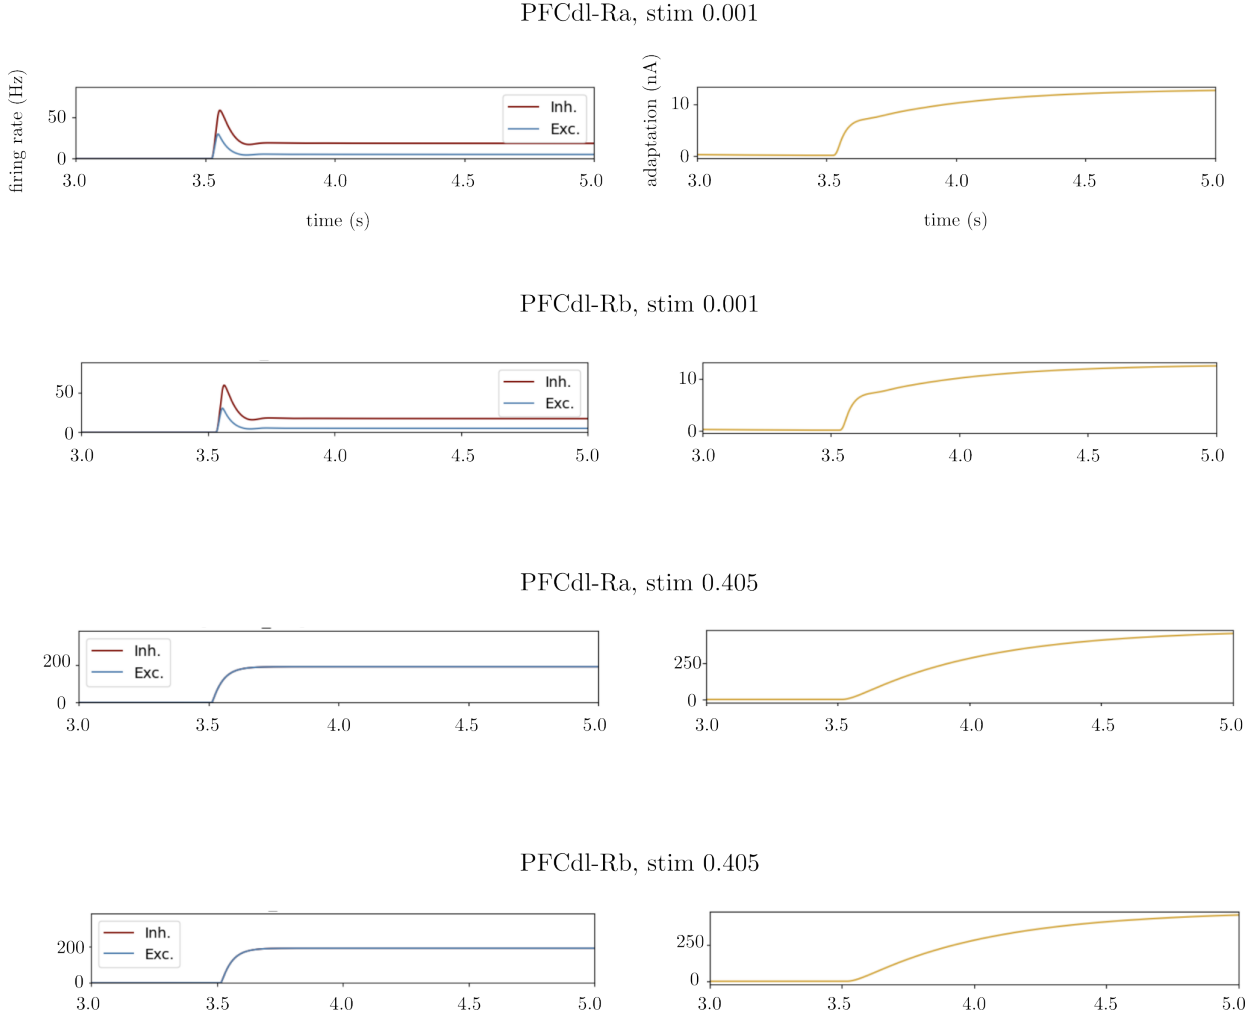 PFCdl-Ra, stim 0.001
firing rate (Hz)
50
0
Inh.
Exc.
3.0 3.5 4.0 4.5 5.0
time (s)
adaptation (nA)
10
0
3.0 3.5 4.0 4.5 5.0
time (s)
PFCdl-Rb, stim 0.001
50
0
Inh.
Exc.
3.0 3.5 4.0 4.5 5.0
10
0
3.0 3.5 4.0 4.5 5.0
PFCdl-Ra, stim 0.405
200
0
Inh.
Exc.
3.0 3.5 4.0 4.5 5.0
250
0
3.0 3.5 4.0 4.5 5.0
PFCdl-Rb, stim 0.405
200
0
Inh.
Exc.
3.0 3.5 4.0 4.5 5.0
250
0
3.0 3.5 4.0 4.5 5.0